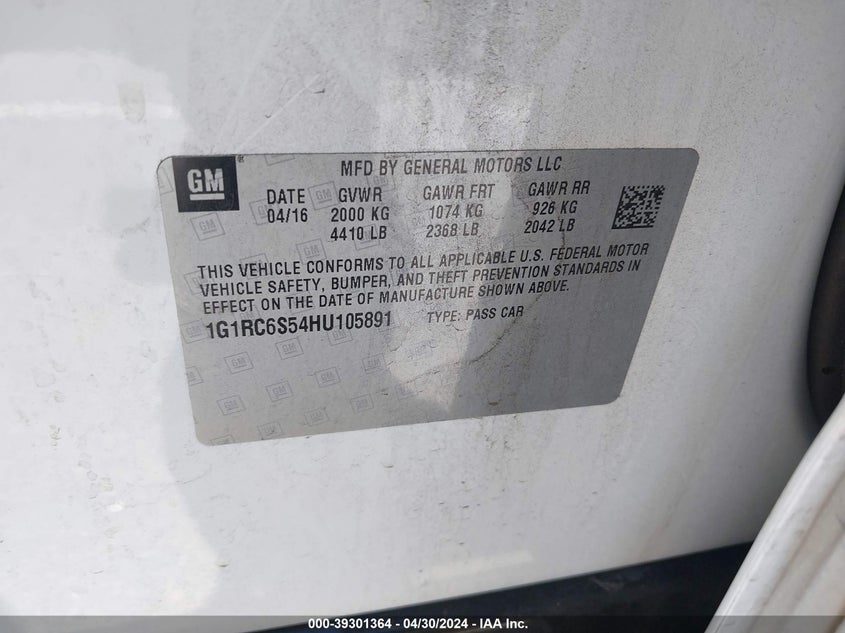 GM
MFD BY GENERAL MOTORS LLC
DATE GVWR GAWR FRT GAWR RR
04/16 2000 KG 1074 KG 926 KG
4410 LB 2368 LB 2042 LB
THIS VEHICLE CONFORMS TO ALL APPLICABLE U.S. FEDERAL MOTOR
VEHICLE SAFETY, BUMPER, AND THEFT PREVENTION STANDARDS IN
EFFECT ON THE DATE OF MANUFACTURE SHOWN ABOVE.
1G1RC6S54HU105891 TYPE: PASS CAR
000-39301364 - 04/30/2024 - IAA Inc.